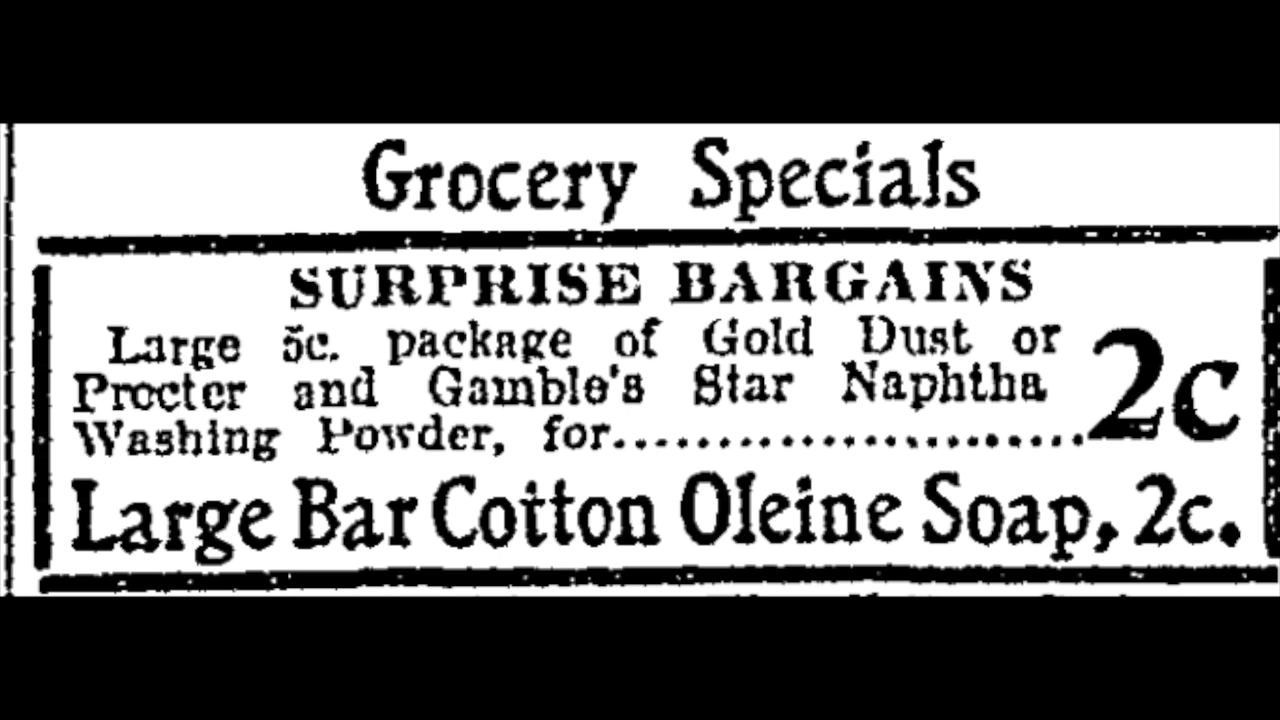 Grocery Specials
SURPRISE BARGAINS
Large 5c. package of Gold Dust or
Procter and Gamble's Star Naphtha
Washing Powder, for........................2c
Large Bar Cotton Oleine Soap, 2c.